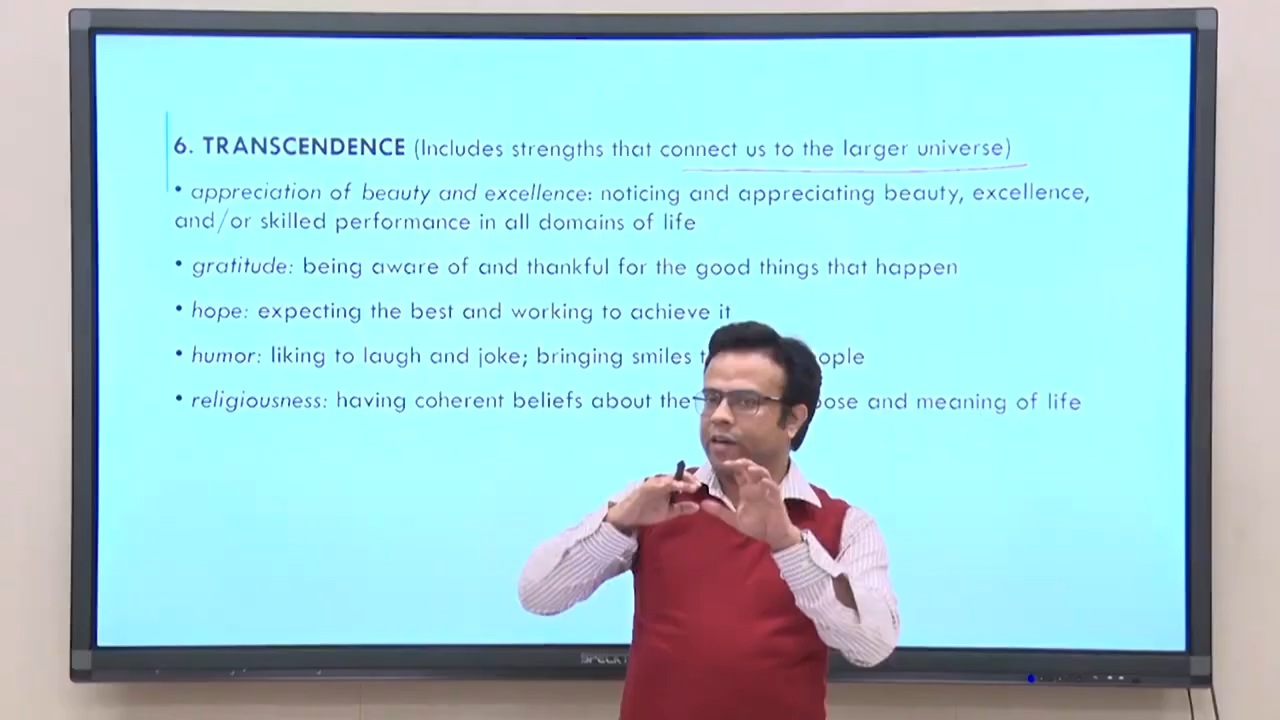 6. TRANSCENDENCE (Includes strengths that connect us to the larger universe)
• appreciation of beauty and excellence: noticing and appreciating beauty, excellence,
and/or skilled performance in all domains of life
• gratitude: being aware of and thankful for the good things that happen
• hope: expecting the best and working to achieve it
• humor: liking to laugh and joke; bringing smiles
• religiousness: having coherent beliefs about the and meaning of life